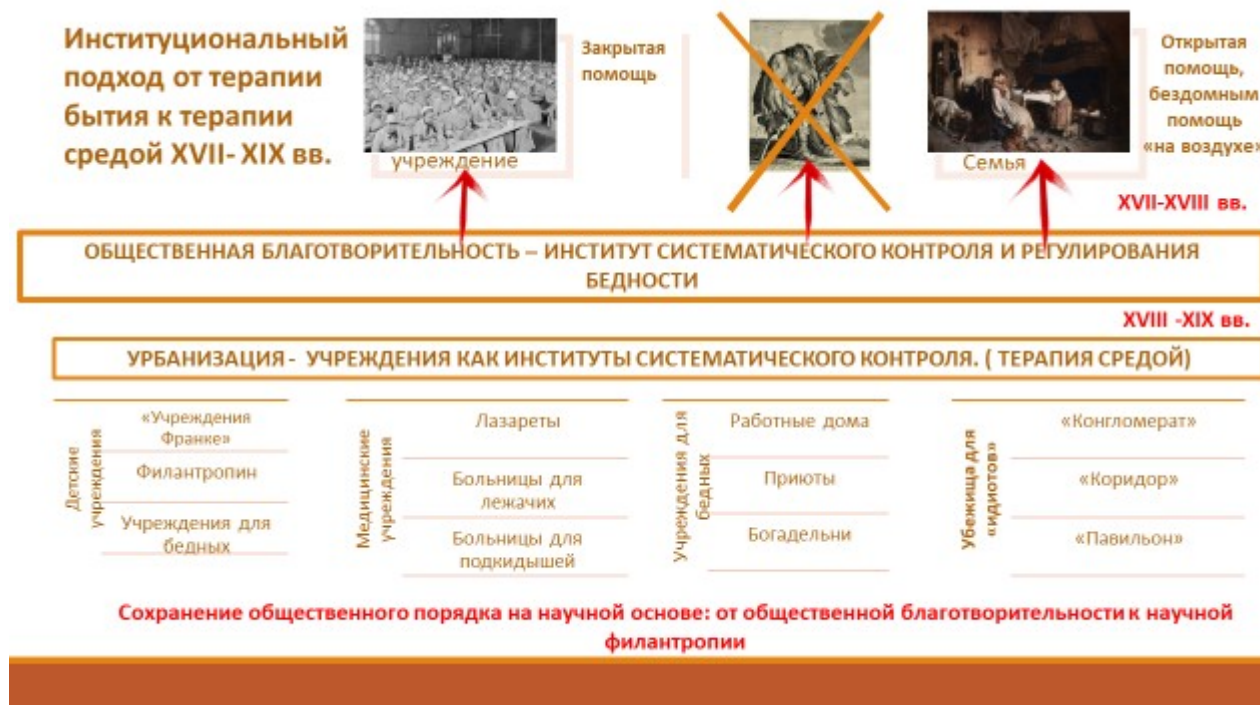 Институциональный
подход от терапии
бытия к терапии
средой XVII- XIX вв.
Закрытая
помощь
учреждение
Открытая
помощь,
бездомным
помощь
«на воздухе»
Семья
XVII-XVIII вв.
ОБЩЕСТВЕННАЯ БЛАГОТВОРИТЕЛЬНОСТЬ – ИНСТИТУТ СИСТЕМАТИЧЕСКОГО КОНТРОЛЯ И РЕГУЛИРОВАНИЯ
БЕДНОСТИ
XVIII -XIX вв.
УРБАНИЗАЦИЯ - УЧРЕЖДЕНИЯ КАК ИНСТИТУТЫ СИСТЕМАТИЧЕСКОГО КОНТРОЛЯ. ( ТЕРАПИЯ СРЕДОЙ)
Детские
учреждения
«Учреждения
Франке»
Филантропин
Учреждения для
бедных
Медицинские
учреждения
Лазареты
Больницы для
лежачих
Больницы для
подкидышей
Учреждения для
бедных
Работные дома
Приюты
Богадельни
Убежища для
«идиотов»
«Конгломерат»
«Коридор»
«Павильон»
Сохранение общественного порядка на научной основе: от общественной благотворительности к научной
филантропии